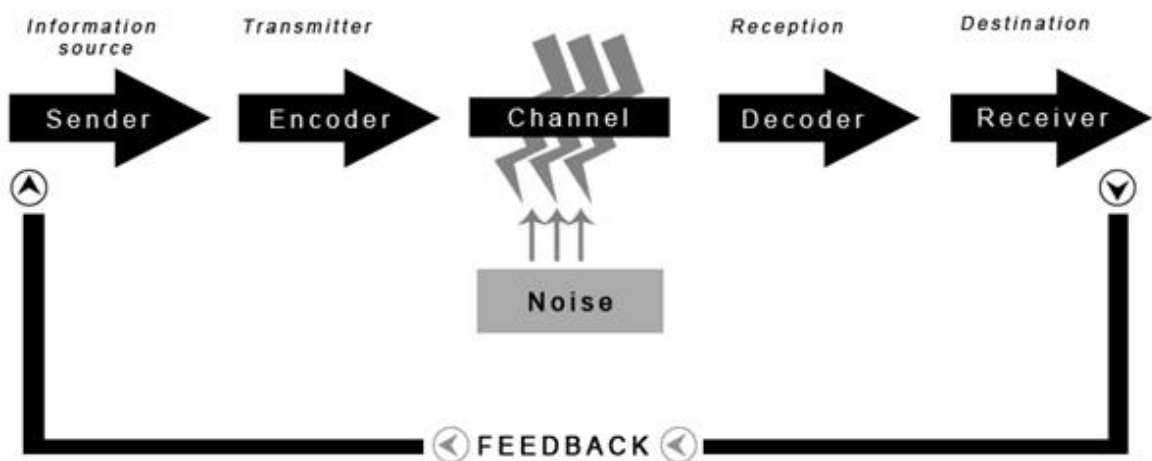 Information
source
Transmitter
Reception
Destination
Sender
Encoder
Channel
Decoder
Receiver
Noise
FEEDBACK